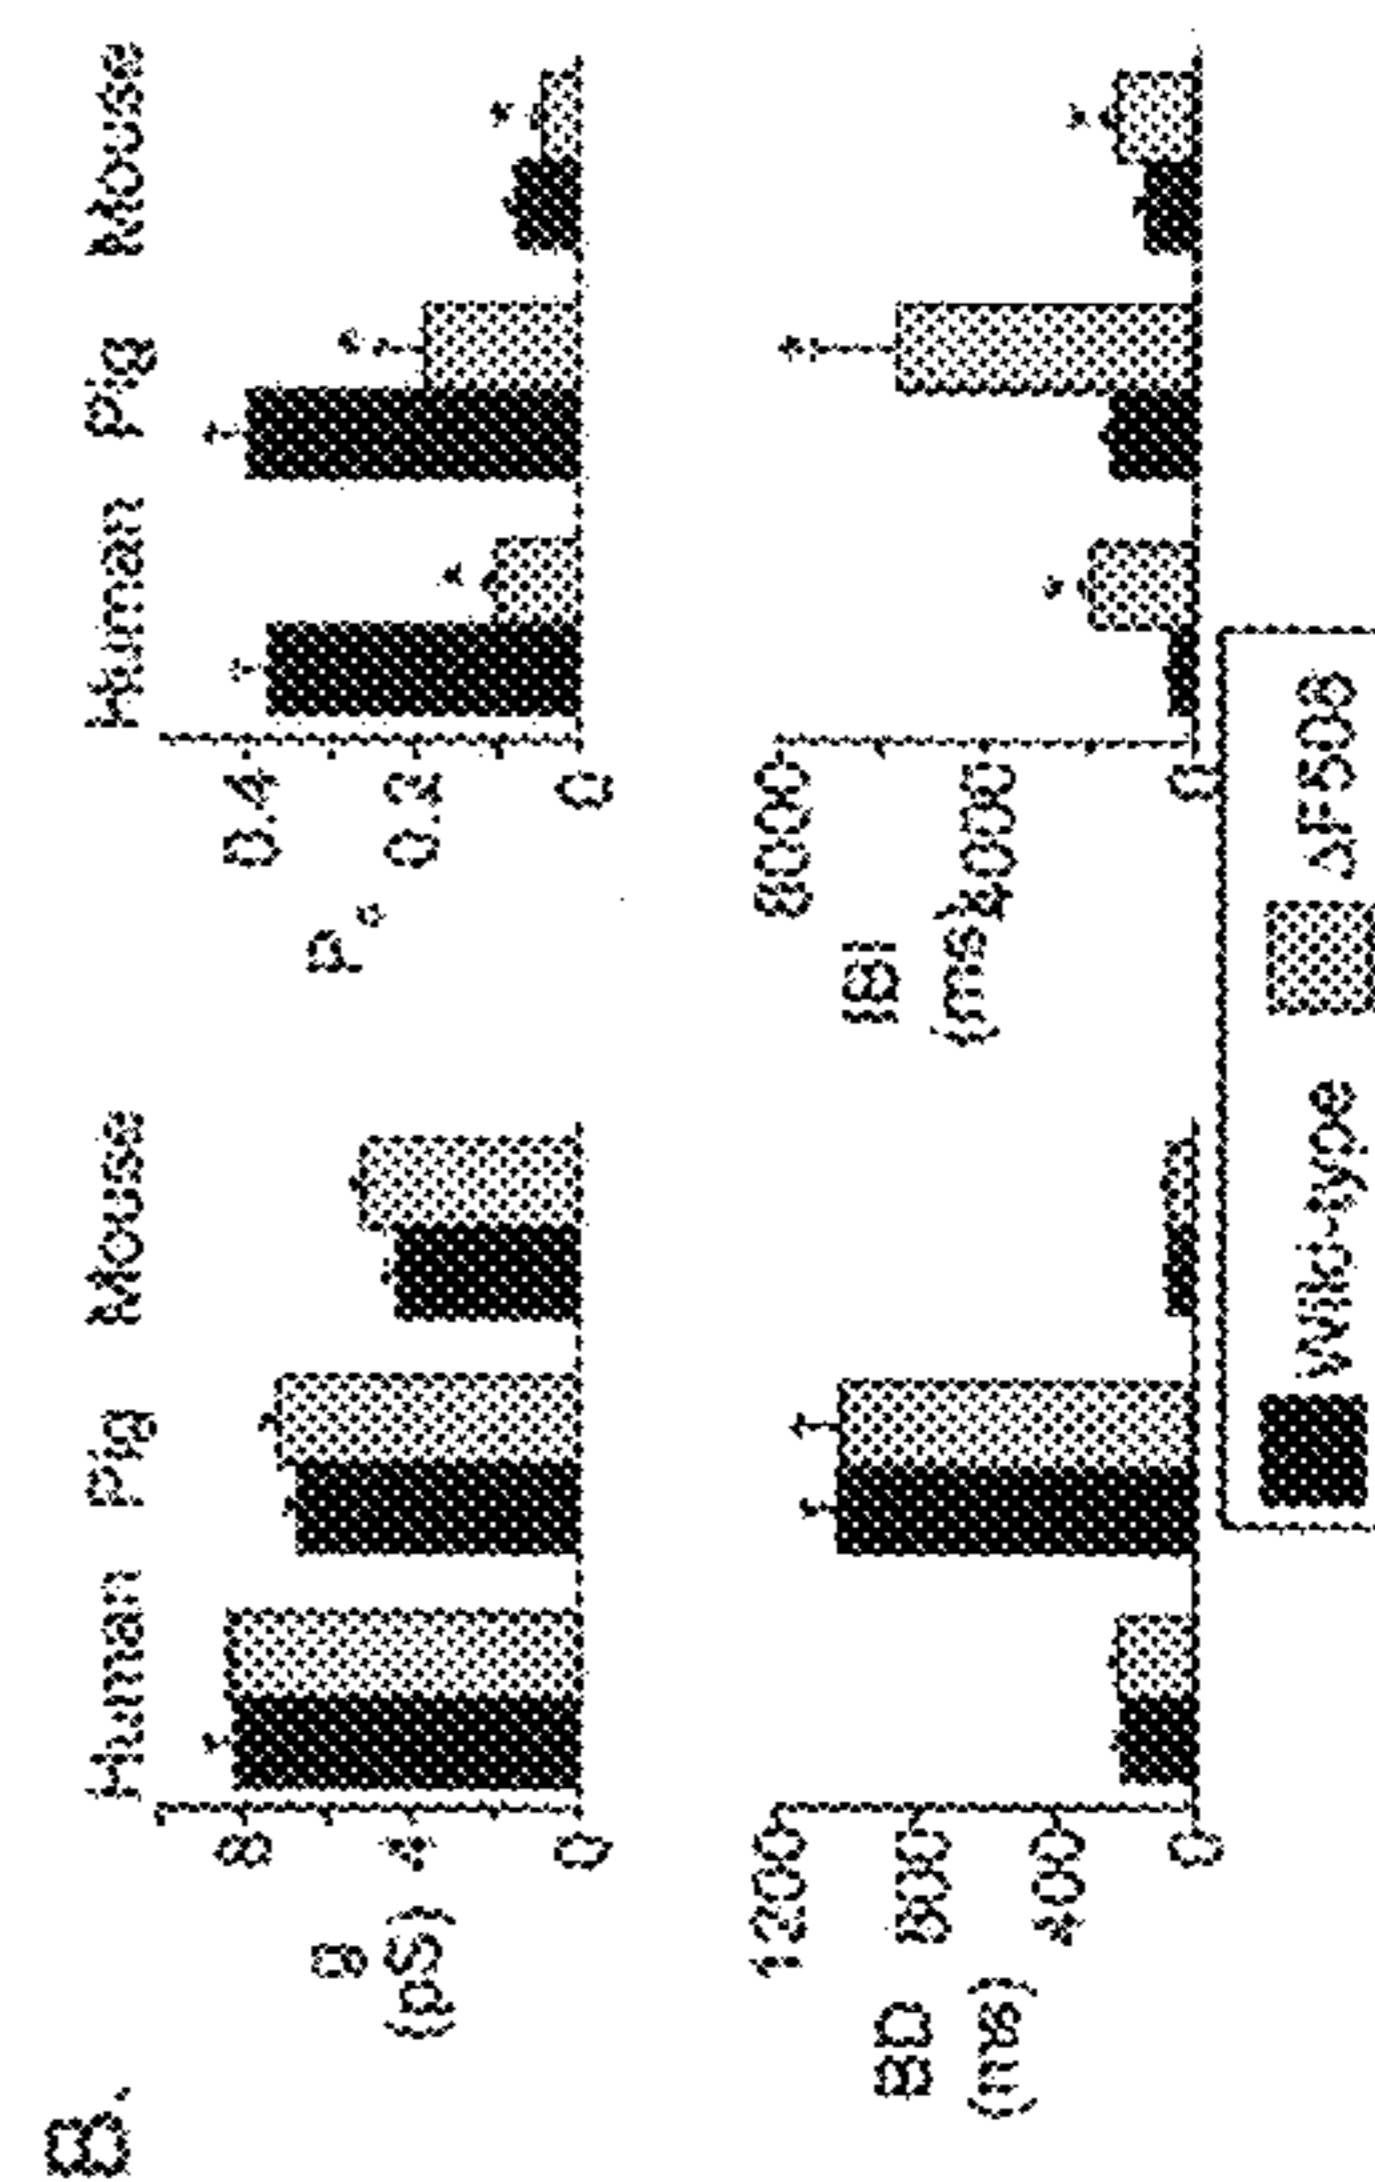 B.
Human Pig Mouse
Human Pig Mouse
g
(pS)
8
4
0
Po
0.4
0.2
0
BD
(ms)
1200
800
400
0
IBI
(ms)
8000
4000
0
Wild-type ΔF508